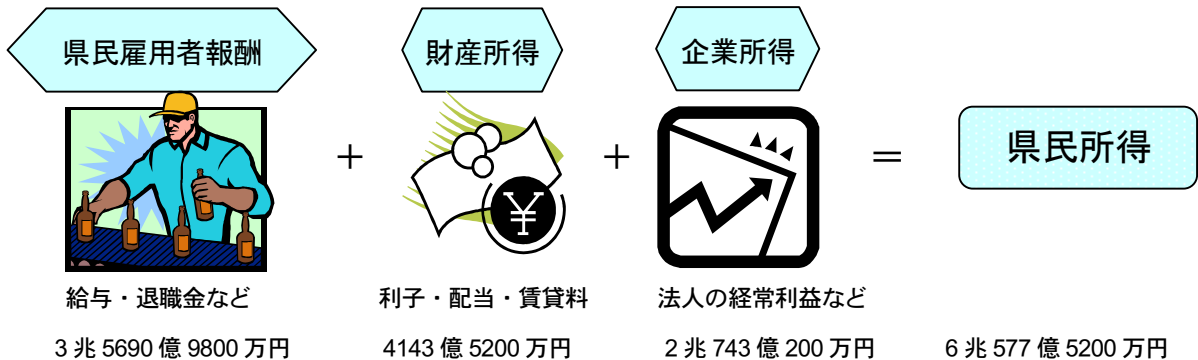 県民雇用者報酬
財産所得
企業所得
+
+
=
県民所得
¥
給与・退職金など
利子・配当・賃貸料
法人の経常利益など
3 兆 5690 億 9800 万円
4143 億 5200 万円
2 兆 743 億 200 万円
6 兆 577 億 5200 万円